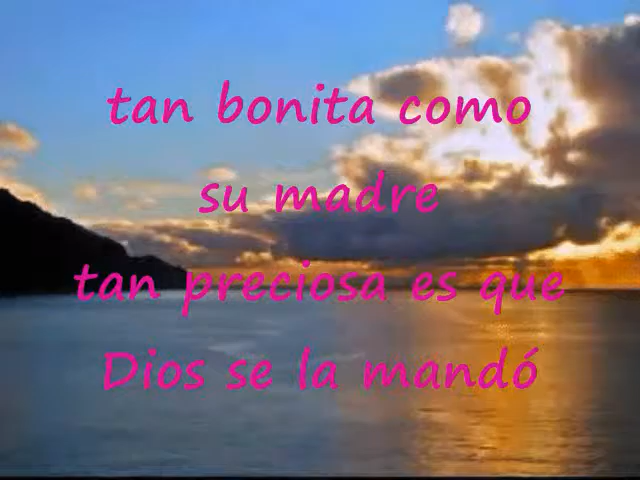 tan bonita como
su madre
tan preciosa es que
Dios se la mandó